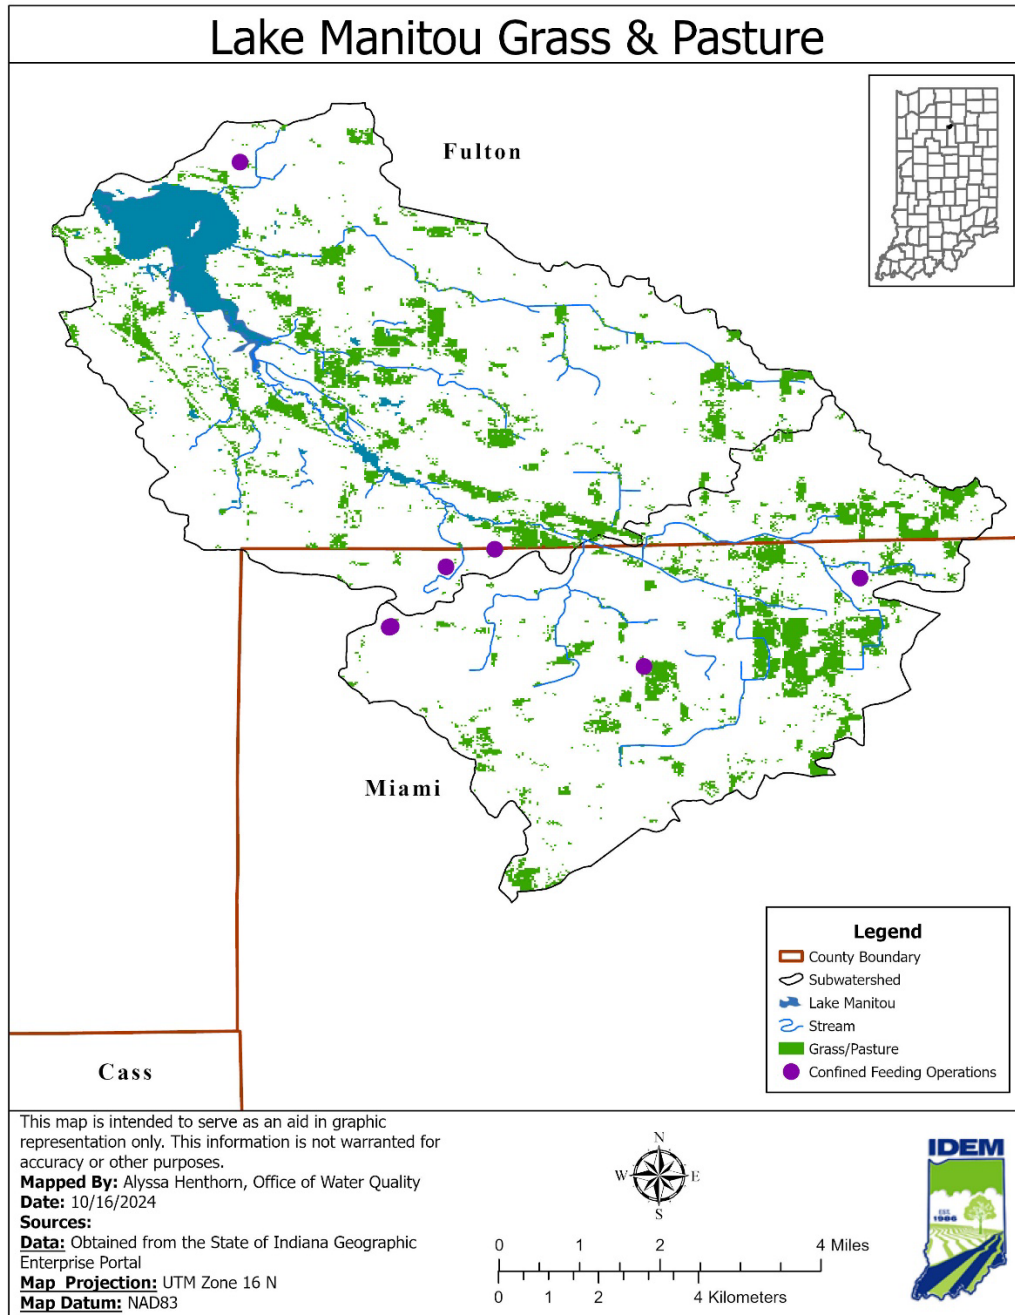 Lake Manitou Grass & Pasture
Fulton
Miami
Cass
Legend
County Boundary
Subwatershed
Lake Manitou
Stream
Grass/Pasture
Confined Feeding Operations
This map is intended to serve as an aid in graphic
representation only. This information is not warranted for
accuracy or other purposes.
Mapped By: Alyssa Henthorn, Office of Water Quality
Date: 10/16/2024
Sources:
Data: Obtained from the State of Indiana Geographic
Enterprise Portal
Map Projection: UTM Zone 16 N
Map Datum: NAD83
N
W E
S
0 1 2 4 Miles
0 1 2 4 Kilometers
IDEM
EST.
1986